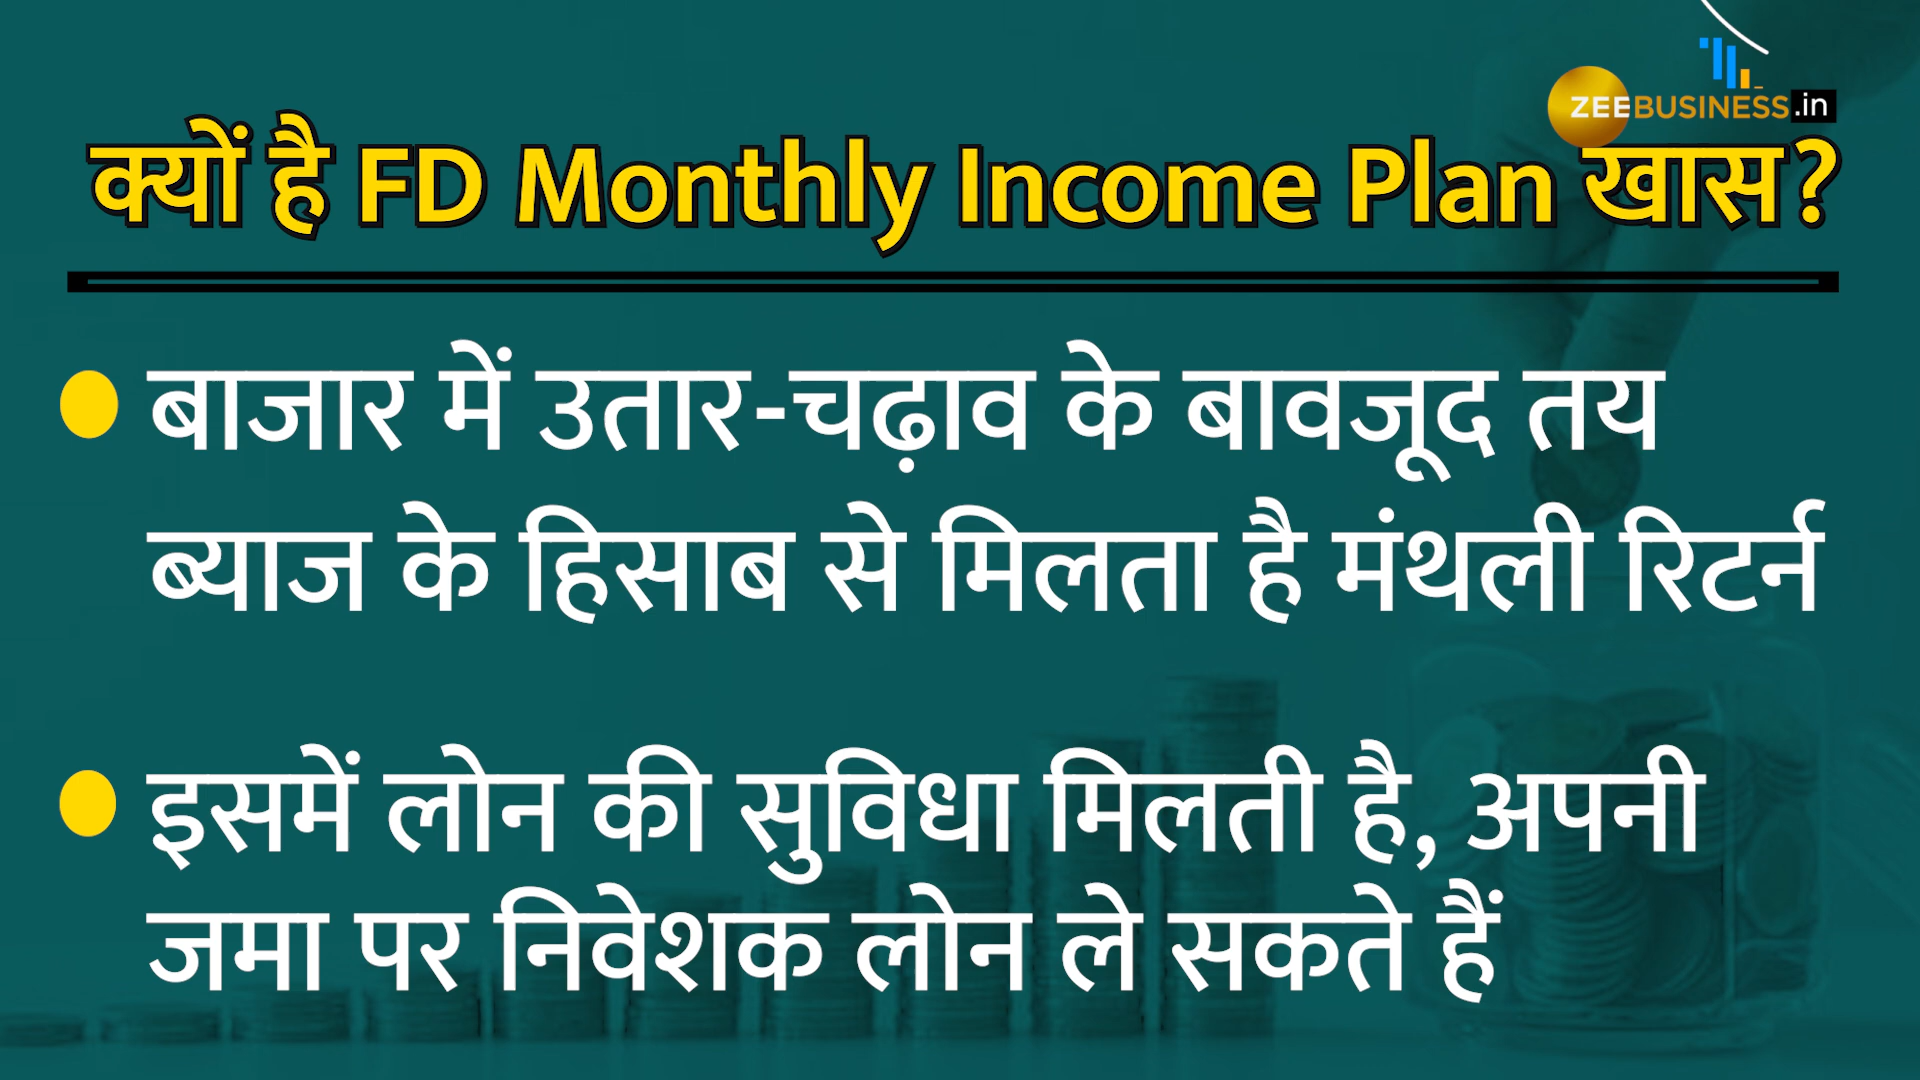 ZEEBUSINESS.in
क्यों है FD Monthly Income Plan खास?
बाजार में उतार-चढ़ाव के बावजूद तय
ब्याज के हिसाब से मिलता है मंथली रिटर्न
इसमें लोन की सुविधा मिलती है, अपनी
जमा पर निवेशक लोन ले सकते हैं